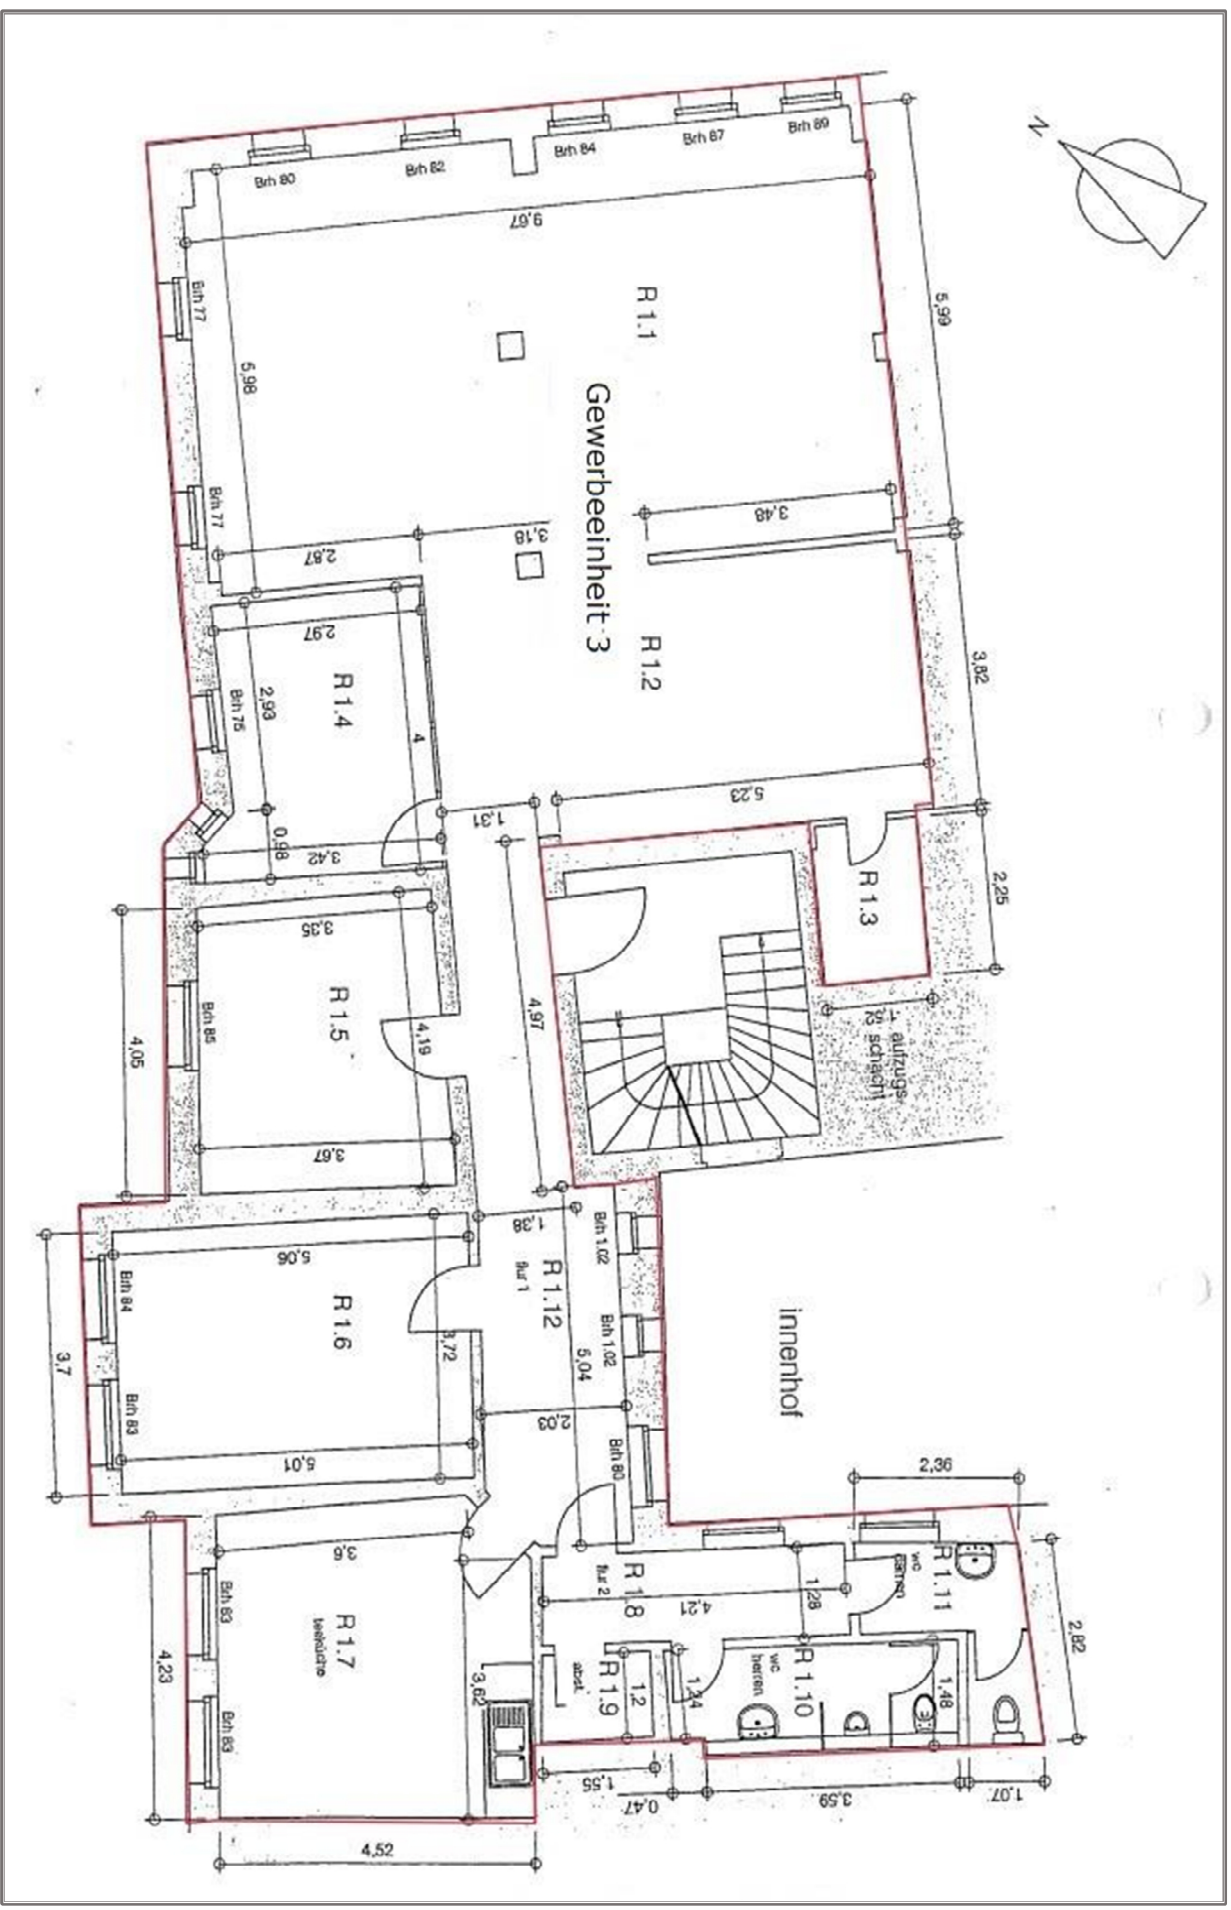 N
Brh 80
Brh 82
Brh 84
Brh 87
Brh 89
9,67
Brh 77
R 1.1
5,99
5,98
Gewerbeeinheit 3
Brh 77
3,48
3,18
2,87
2,97
R 1.4
R 1.2
3,82
Brh 75
2,93
4
5,23
1,31
0,98
3,42
R 1.3
2,25
3,35
R 1.5
Brh 85
4,19
4,97
4,05
aufzugs-
schacht
3,67
1,38
Brh 1.02
5,06
flur 1
R 1.12
Brh 84
R 1.6
Brh 1.02
innenhof
3,72
5,04
3,7
Brh 83
2,03
Brh 80
5,01
2,36
3,6
R 1.11
wc
damen
flur 2
R 1.8
1,28
4,21
Brh 83
R 1.7
teeküche
2,82
4,23
3,62
abst.
R 1.9
1,2
wc
herren
R 1.10
1,48
Brh 83
1,55
0,47
3,59
1,07
4,52